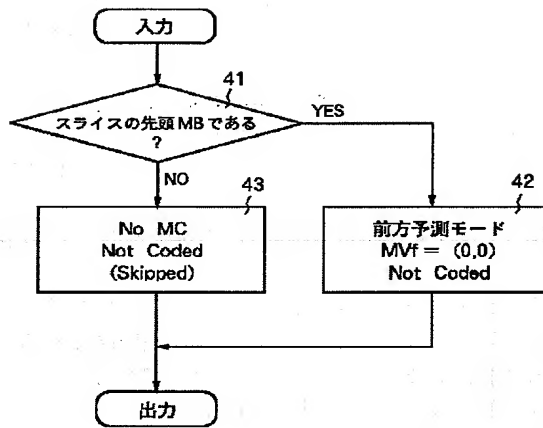 入力
41
スライスの先頭MBである
?
YES
NO
43
No MC
Not Coded
(Skipped)
42
前方予測モード
MVf = (0,0)
Not Coded
出力